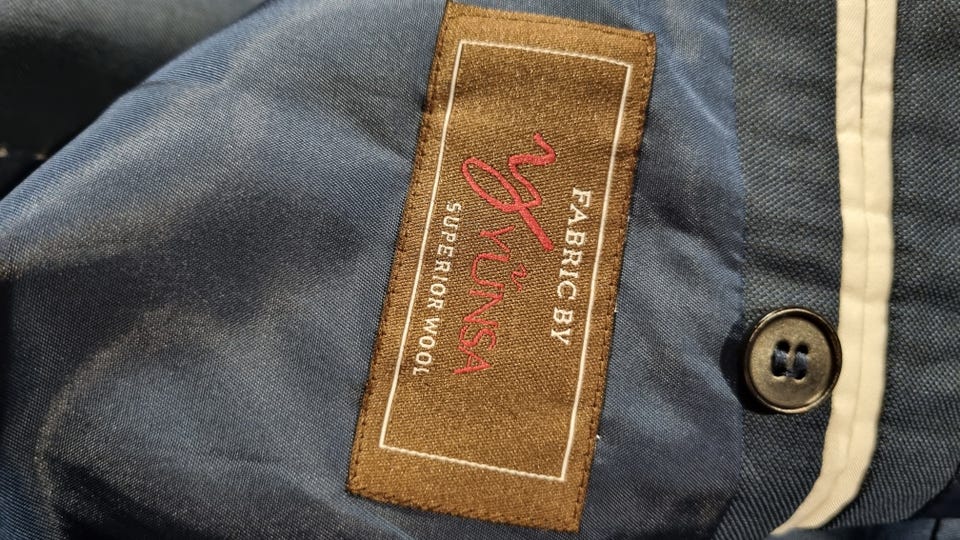 FABRIC BY
YÜNSA
SUPERIOR WOOL